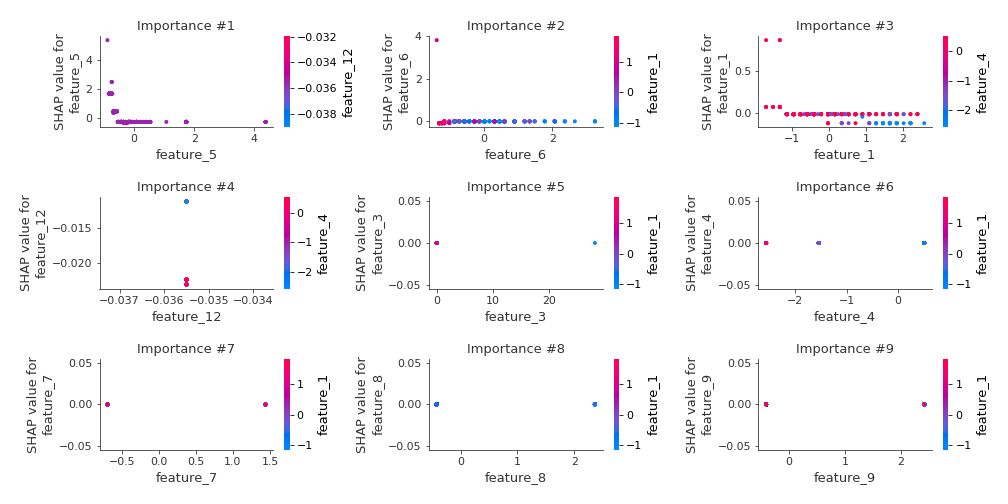 Importance #1
SHAP value for
feature_5
4
2
0
0
2
4
feature_5
−0.032
−0.034
−0.036
−0.038
feature_12
Importance #2
SHAP value for
feature_6
4
2
0
0
2
feature_6
1
0
−1
feature_1
Importance #3
SHAP value for
feature_1
0.5
0.0
−1
0
1
2
feature_1
0
−1
−2
feature_4
Importance #4
SHAP value for
feature_12
−0.015
−0.020
−0.037
−0.036
−0.035
−0.034
feature_12
0
−1
−2
feature_4
Importance #5
SHAP value for
feature_3
0.05
0.00
−0.05
0
10
20
feature_3
1
0
−1
feature_1
Importance #6
SHAP value for
feature_4
0.05
0.00
−0.05
−2
−1
0
feature_4
1
0
−1
feature_1
Importance #7
SHAP value for
feature_7
0.05
0.00
−0.05
−0.5
0.0
0.5
1.0
1.5
feature_7
1
0
−1
feature_1
Importance #8
SHAP value for
feature_8
0.05
0.00
−0.05
0
1
2
feature_8
1
0
−1
feature_1
Importance #9
SHAP value for
feature_9
0.05
0.00
−0.05
0
1
2
feature_9
1
0
−1
feature_1